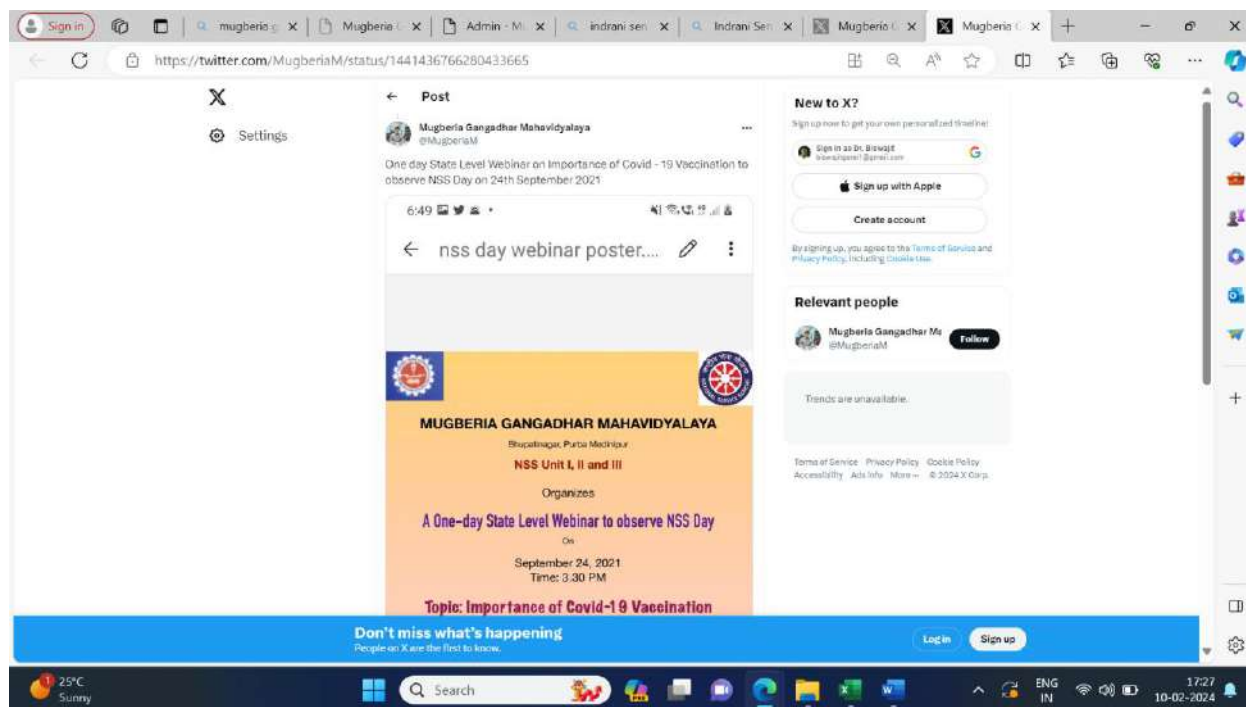 Sign in
mugberia g
Mugberia C
Admin - M
indrani sen
Indrani Sen
Mugberia C
Mugberia C
https://twitter.com/MugberiaM/status/1441436766280433665
Settings
Post
Mugberia Gangadhar Mahavidyalaya
@MugberiaM
One day State Level Webinar on Importance of Covid - 19 Vaccination to
observe NSS Day on 24th September 2021
6:49
nss day webinar poster....
MUGBERIA GANGADHAR MAHAVIDYALAYA
Bhupatinagar, Purba Medinipur
NSS Unit I, II and III
Organizes
A One-day State Level Webinar to observe NSS Day
On
September 24, 2021
Time: 3.30 PM
Topic: Importance of Covid-19 Vaccination
New to X?
Sign up now to get your own personalized timeline!
Sign in as Dr. Biswajit
Sign up with Apple
Create account
By signing up, you agree to the Terms of Service and
Privacy Policy, including Cookie Use.
Relevant people
Mugberia Gangadhar Ma
@MugberiaM
Follow
Trends are unavailable.
Terms of Service Privacy Policy Cookie Policy
Accessibility Ads info More ... © 2024 X Corp.
Don't miss what's happening
People on X are the first to know.
Log in
Sign up
25°C
Sunny
Search
ENG
IN
17:27
10-02-2024